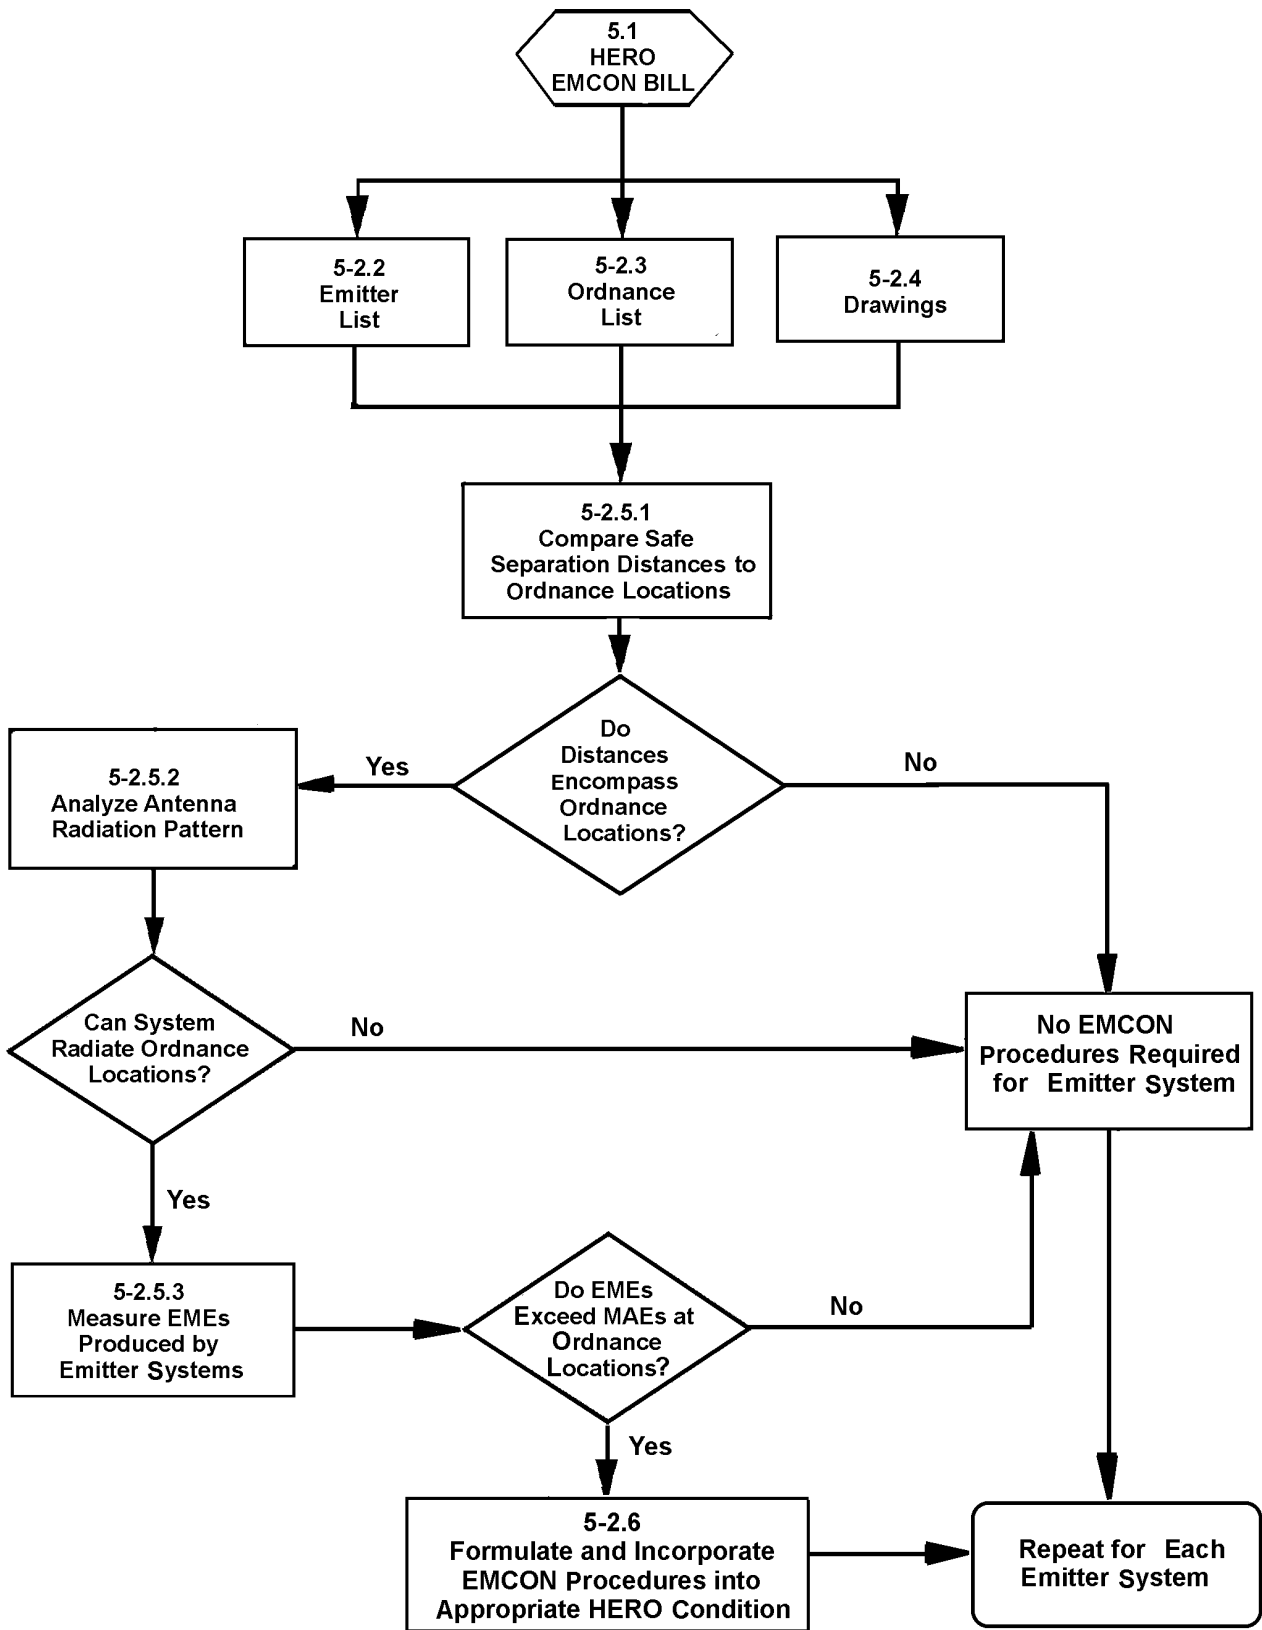 5.1
HERO
EMCON BILL
5-2.2
Emitter
List
5-2.3
Ordnance
List
5-2.4
Drawings
5-2.5.1
Compare Safe
Separation Distances to
Ordnance Locations
Do
Distances
Encompass
Ordnance
Locations?
Yes
No
5-2.5.2
Analyze Antenna
Radiation Pattern
Can System
Radiate Ordnance
Locations?
No
Yes
No EMCON
Procedures Required
for Emitter System
5-2.5.3
Measure EMEs
Produced by
Emitter Systems
Do EMEs
Exceed MAEs at
Ordnance
Locations?
No
Yes
5-2.6
Formulate and Incorporate
EMCON Procedures into
Appropriate HERO Condition
Repeat for Each
Emitter System